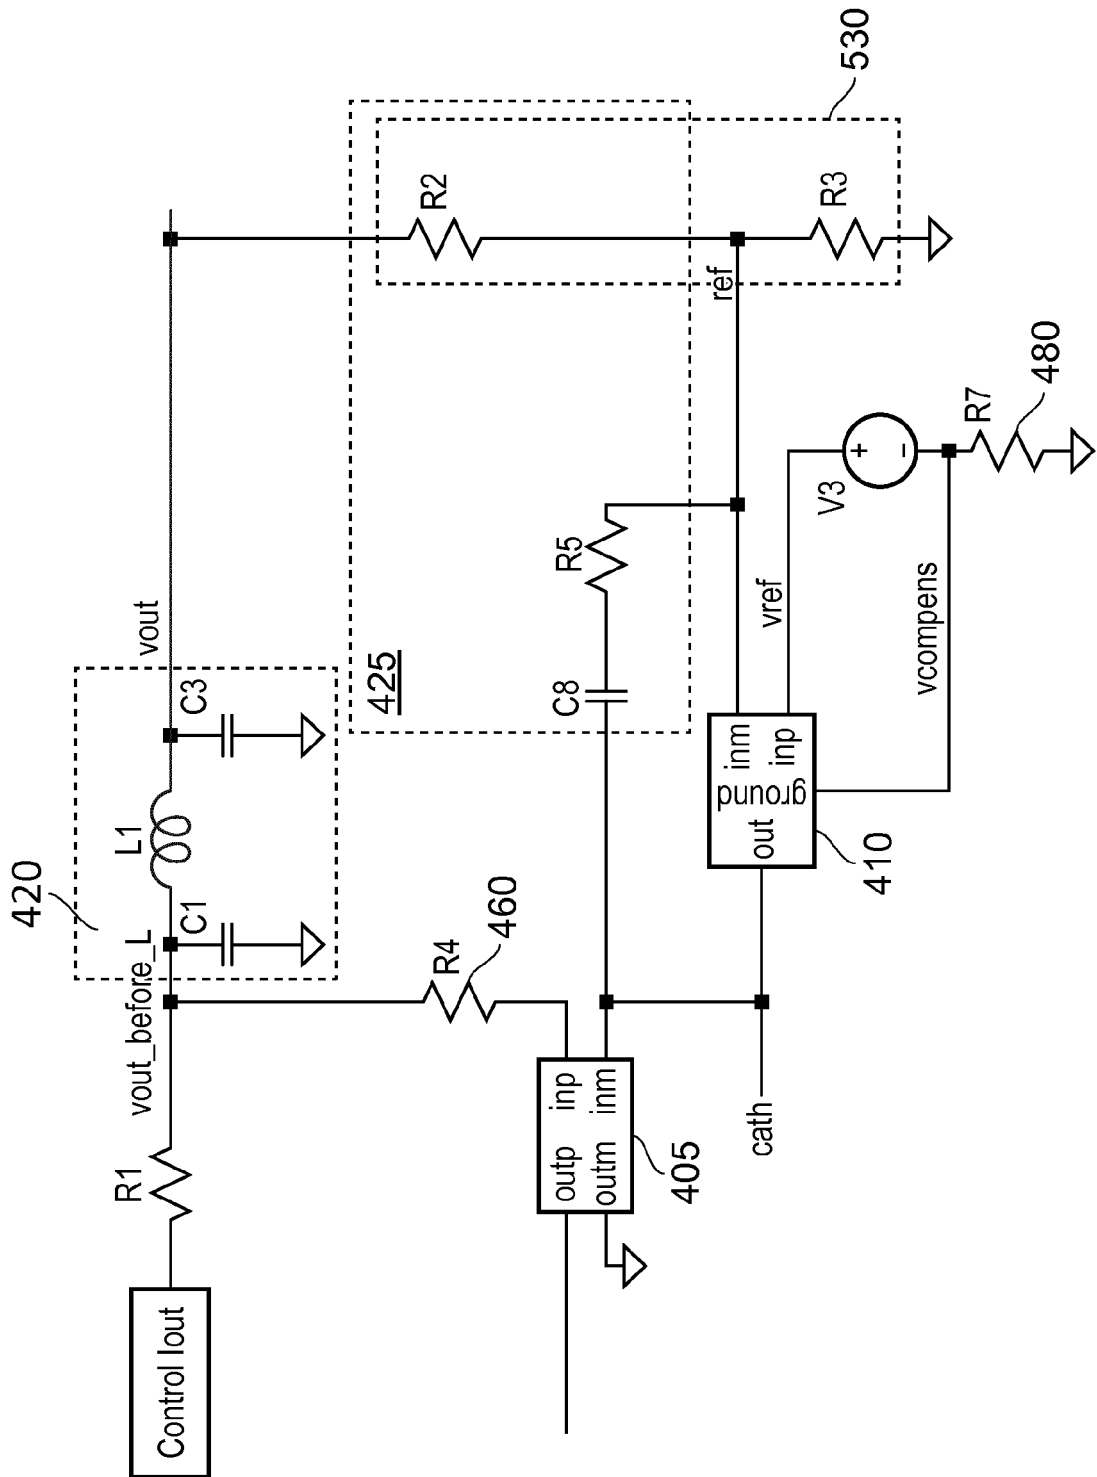 420
L1
vout_before_L
C1
C3
vout
R1
Control Iout
R4
460
425
C8
R5
R2
R3
530
ref
outp inp
outm inm
405
cath
inm
inp
ground
out
410
vref
vcompens
V3
+
-
R7
480